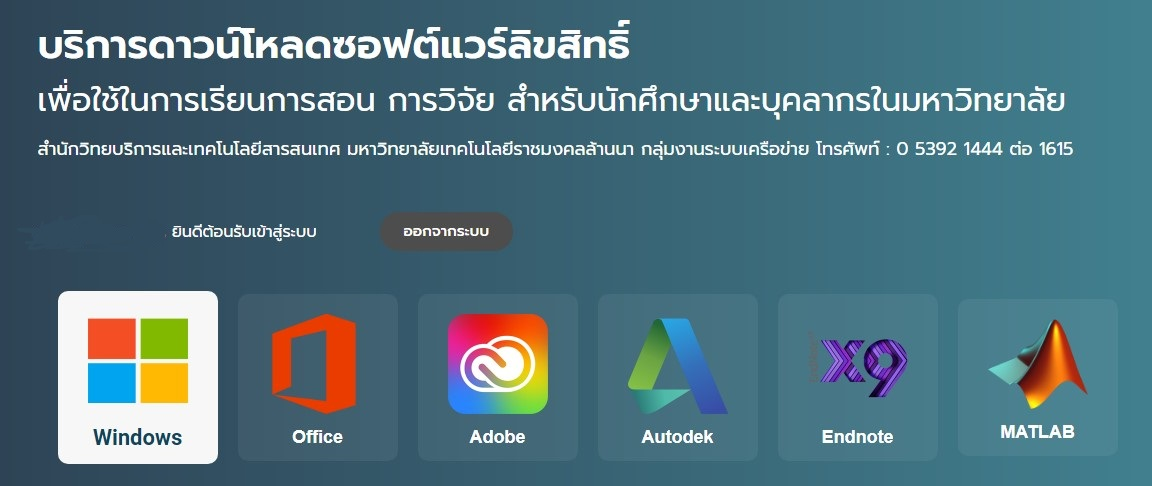 บริการดาวน์โหลดซอฟต์แวร์ลิขสิทธิ์
เพื่อใช้ในการเรียนการสอน การวิจัย สำหรับนักศึกษาและบุคลากรในมหาวิทยาลัย
สำนักวิทยบริการและเทคโนโลยีสารสนเทศ มหาวิทยาลัยเทคโนโลยีราชมงคลล้านนา กลุ่มงานระบบเครือข่าย โทรศัพท์ : 0 5392 1444 ต่อ 1615
ยินดีต้อนรับเข้าสู่ระบบ ออกจากระบบ
X9
Windows Office Adobe Autodek Endnote MATLAB